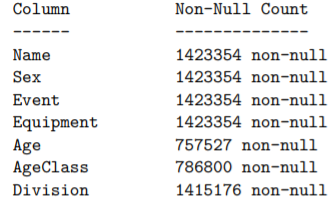 Column Non-Null Count
------ --------------
Name 1423354 non-null
Sex 1423354 non-null
Event 1423354 non-null
Equipment 1423354 non-null
Age 757527 non-null
AgeClass 786800 non-null
Division 1415176 non-null